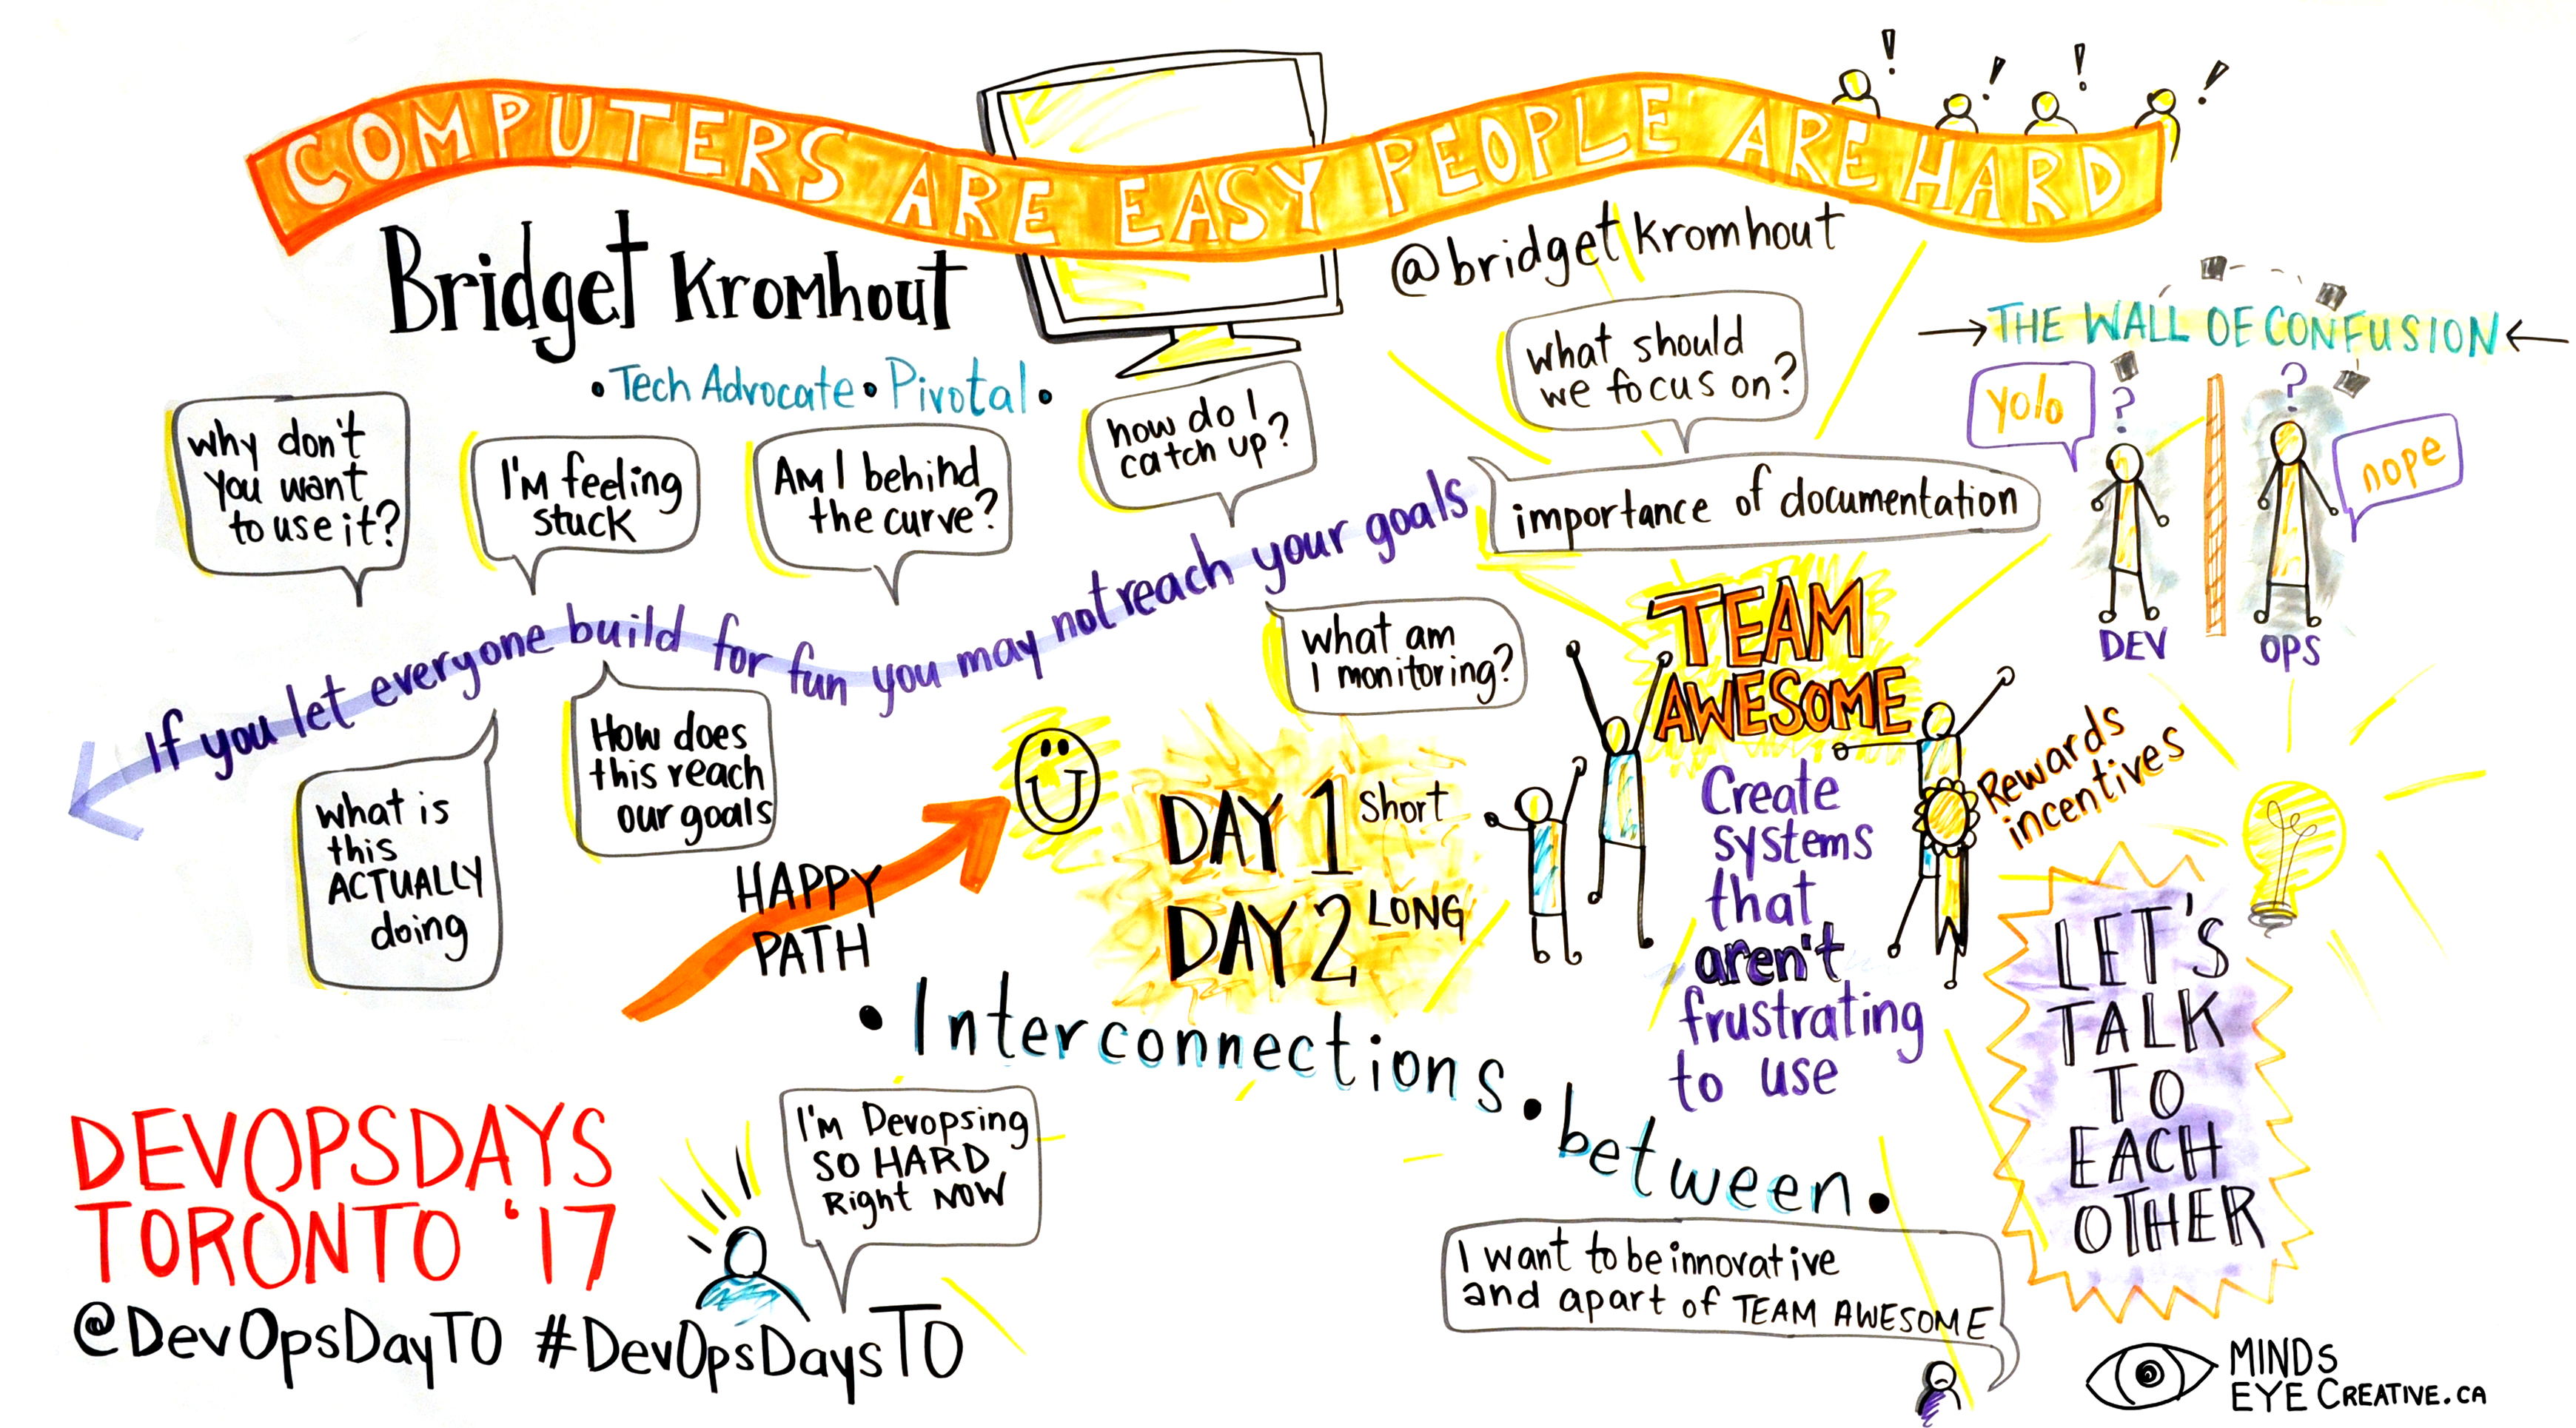 COMPUTERS ARE EASY PEOPLE ARE HARD
! ! ! !
Bridget Kromhout
@bridgetkromhout
• Tech Advocate • Pivotal •
→ THE WALL OF CONFUSION ←
yolo
?
?
nope
DEV
OPS
why don't
you want
to use it?
I'm feeling
stuck
Am I behind
the curve?
how do I
catch up?
what should
we focus on?
importance of documentation
If you let everyone build for fun you may not reach your goals
what is
this
ACTUALLY
doing
How does
this reach
our goals
what am
I monitoring?
HAPPY
PATH
DAY 1 Short
DAY 2 LONG
TEAM
AWESOME
Create
systems
that
aren't
frustrating
to use
Rewards
incentives
LET'S
TALK
TO
EACH
OTHER
• Interconnections • between •
DEVOPSDAYS
TORONTO '17
@DevOpsDayTO #DevOpsDaysTO
I'm Devopsing
SO HARD
Right NOW
I want to be innovative
and apart of TEAM AWESOME
MINDS
EYE CREATIVE.CA